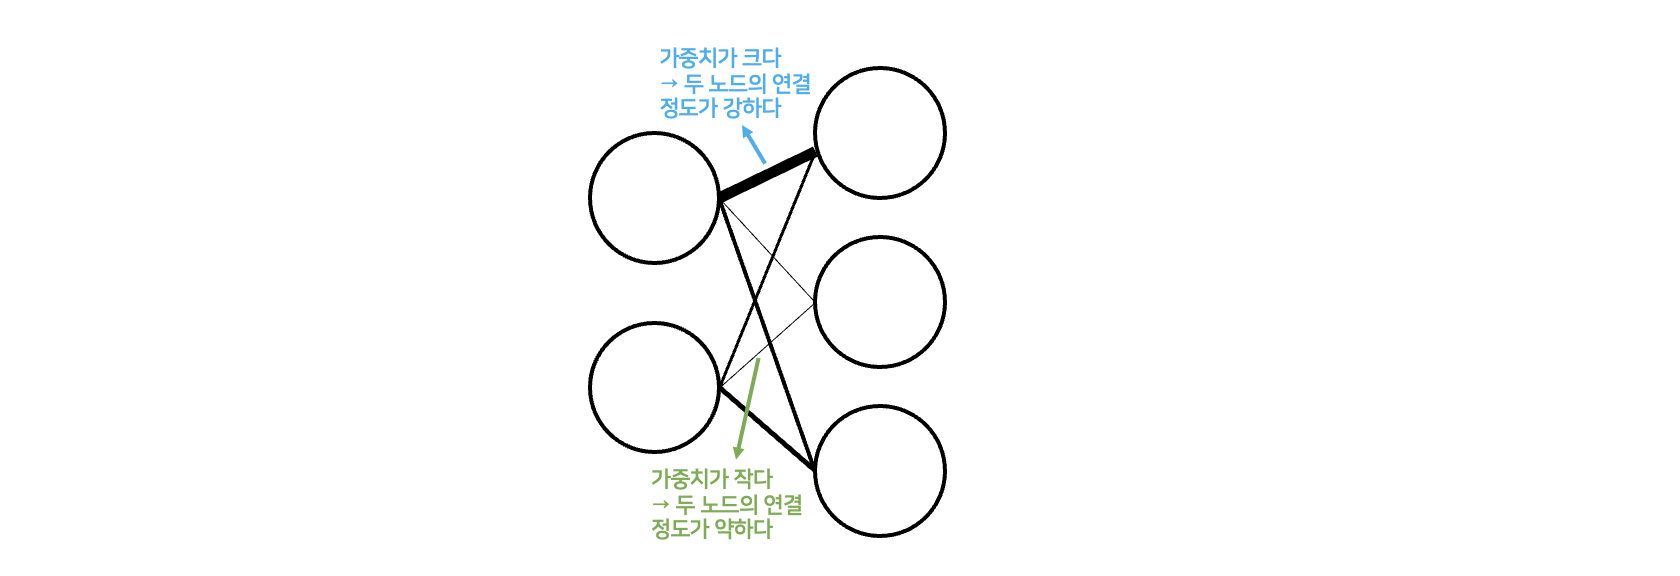 가중치가 크다
→ 두 노드의 연결
정도가 강하다
가중치가 작다
→ 두 노드의 연결
정도가 약하다